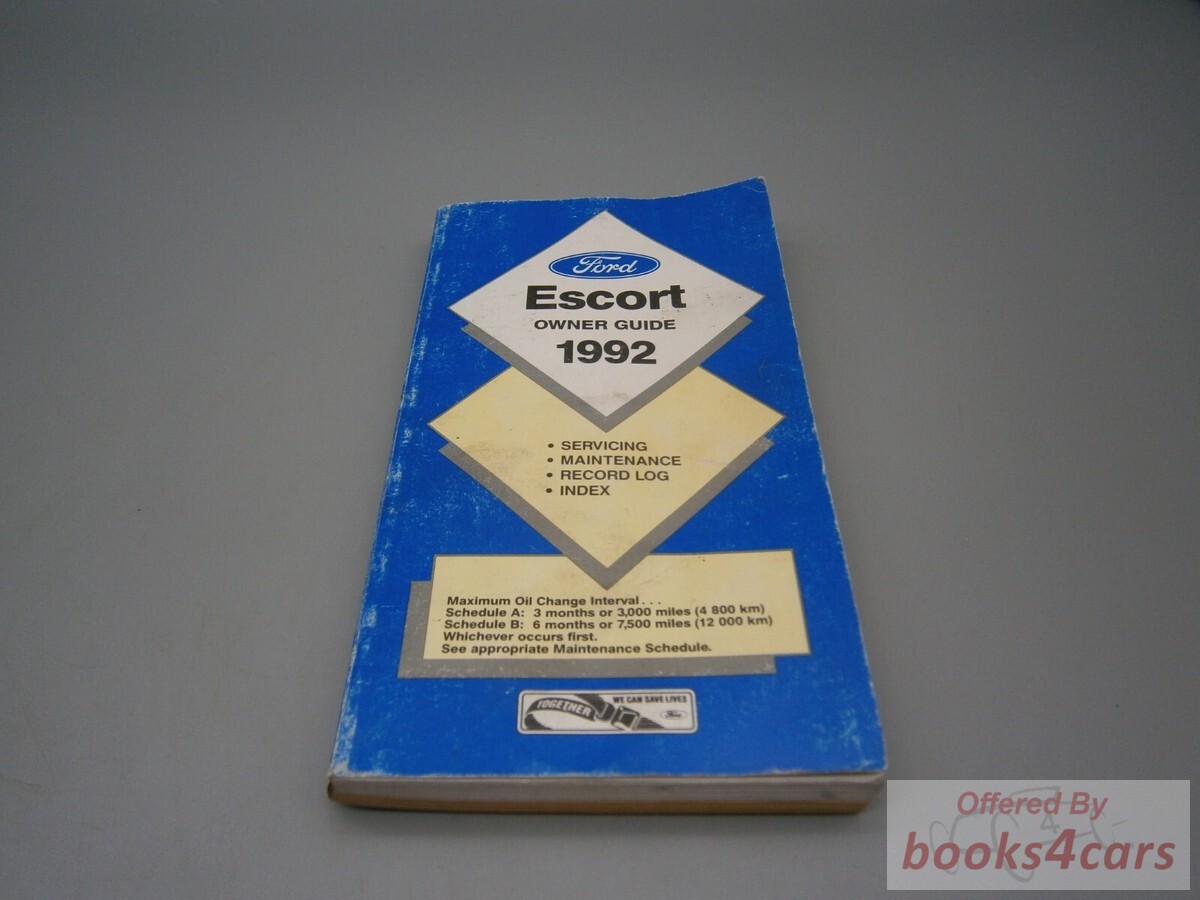 Ford
Escort
OWNER GUIDE
1992
• SERVICING
• MAINTENANCE
• RECORD LOG
• INDEX
Maximum Oil Change Interval...
Schedule A: 3 months or 3,000 miles (4 800 km)
Schedule B: 6 months or 7,500 miles (12 000 km)
Whichever occurs first.
See appropriate Maintenance Schedule.
TOGETHER WE CAN SAVE LIVES
Ford
Offered By
books4cars